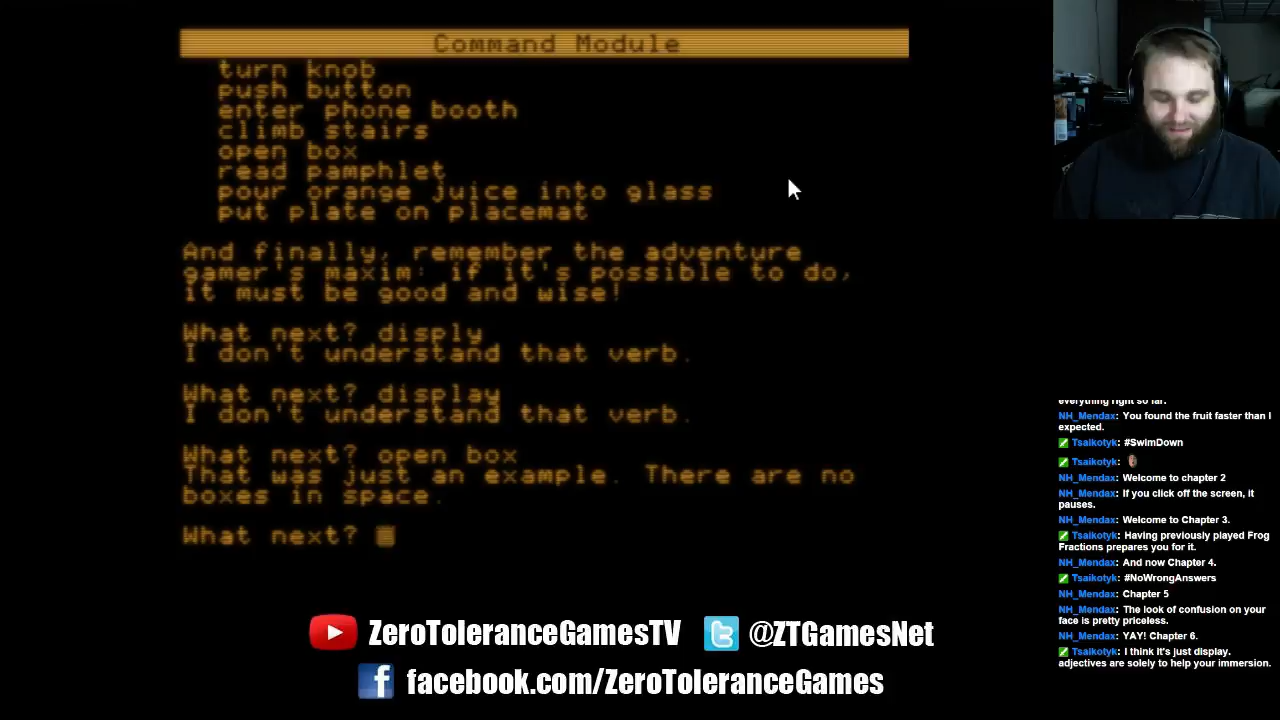 Command Module
turn knob
push button
enter phone booth
climb stairs
open box
read pamphlet
pour orange juice into glass
put plate on placemat
And finally, remember the adventure
gamer's maxim: if it's possible to do,
it must be good and wise!
What next? disply
I don't understand that verb.
What next? display
I don't understand that verb.
What next? open box
That was just an example. There are no
boxes in space.
What next?
everything right so far.
NH_Mendax: You found the fruit faster than I
expected.
Tsaikotyk: #SwimDown
Tsaikotyk:
NH_Mendax: Welcome to chapter 2
NH_Mendax: If you click off the screen, it
pauses.
NH_Mendax: Welcome to Chapter 3.
Tsaikotyk: Having previously played Frog
Fractions prepares you for it.
NH_Mendax: And now Chapter 4.
Tsaikotyk: #NoWrongAnswers
NH_Mendax: Chapter 5
NH_Mendax: The look of confusion on your
face is pretty priceless.
NH_Mendax: YAY! Chapter 6.
Tsaikotyk: I think it's just display.
adjectives are solely to help your immersion.
ZeroToleranceGamesTV
@ZTGamesNet
facebook.com/ZeroToleranceGames